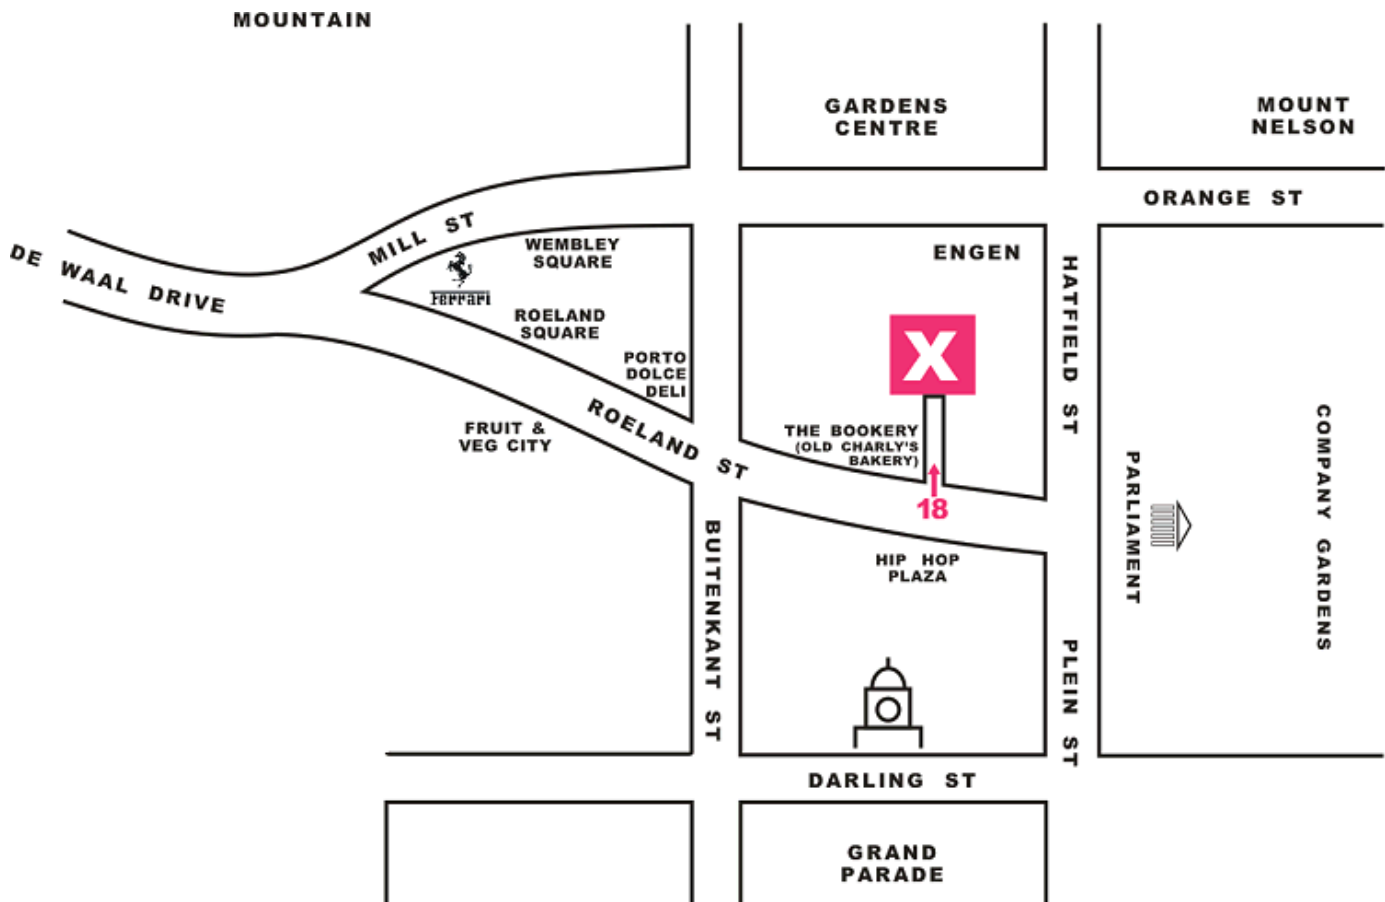 MOUNTAIN
GARDENS
CENTRE
MOUNT
NELSON
ORANGE ST
MILL ST
DE WAAL DRIVE
WEMBLEY
SQUARE
ENGEN
Ferrari
ROELAND
SQUARE
HATFIELD ST
X
PORTO
DOLCE
DELI
ROELAND ST
FRUIT &
VEG CITY
THE BOOKERY
(OLD CHARLY'S
BAKERY)
18
PARLIAMENT
COMPANY GARDENS
HIP HOP
PLAZA
BUITENKANT ST
PLEIN ST
DARLING ST
GRAND
PARADE